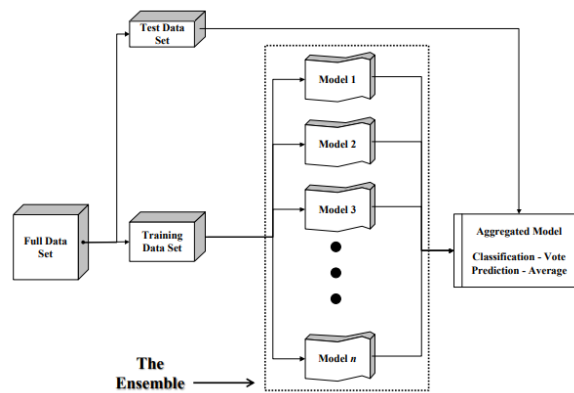 Test Data
Set
Model 1
Model 2
Model 3
Full Data
Set
Training
Data Set
Aggregated Model
Classification - Vote
Prediction - Average
Model n
The
Ensemble